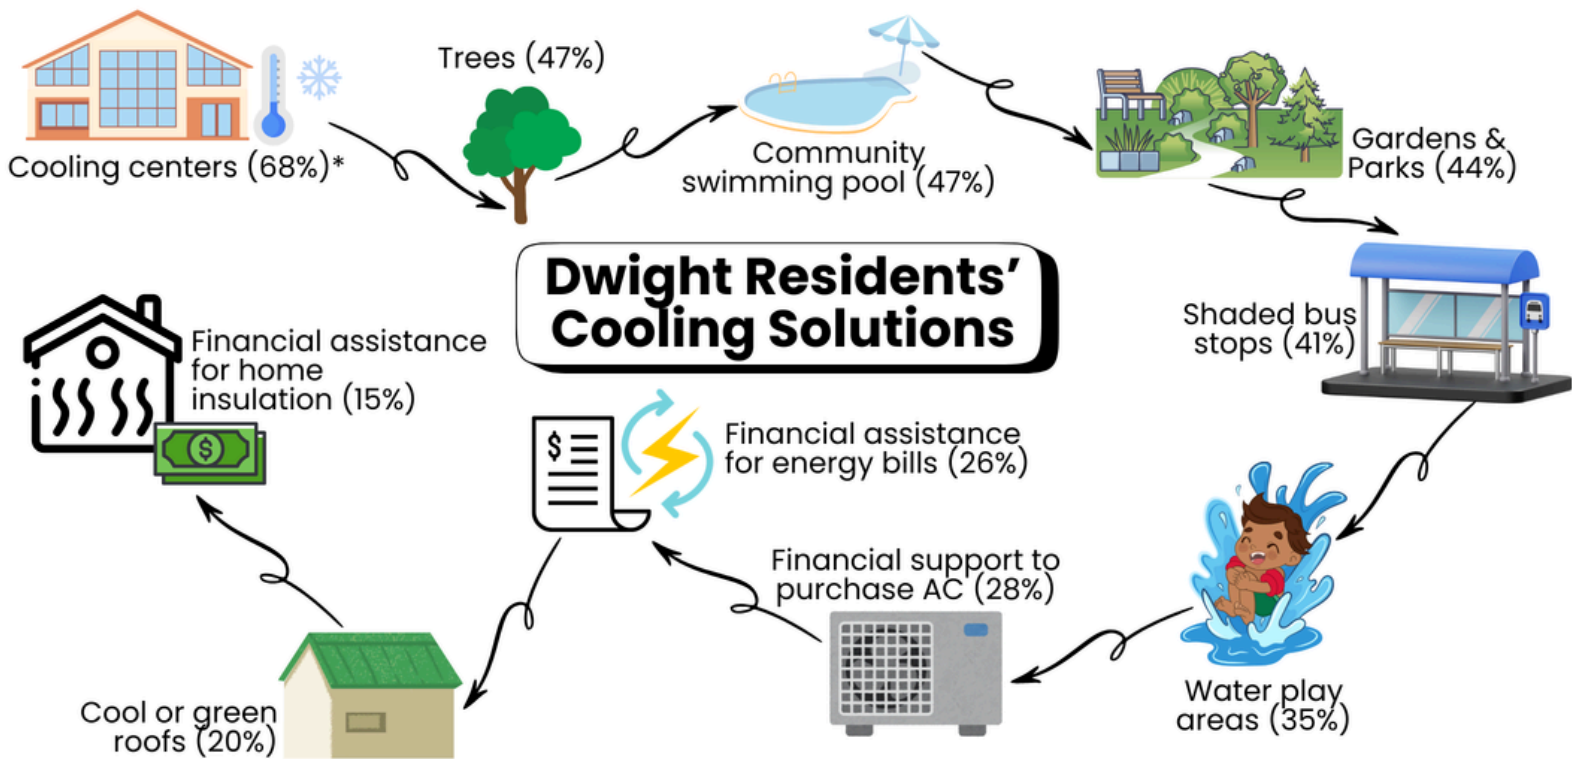 Cooling centers (68%)*
Trees (47%)
Community
swimming pool (47%)
Gardens &
Parks (44%)
Dwight Residents’
Cooling Solutions
Shaded bus
stops (41%)
Water play
areas (35%)
Financial support to
purchase AC (28%)
Financial assistance
for energy bills (26%)
$
Cool or green
roofs (20%)
Financial assistance
for home
insulation (15%)
$